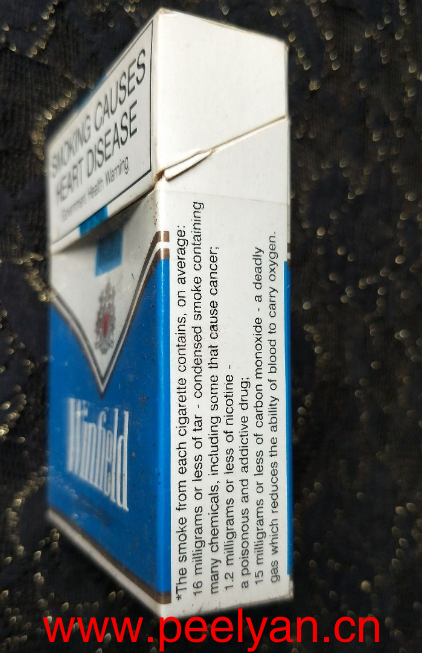 SMOKING CAUSES
HEART DISEASE
Government Health Warning
Winfield
*The smoke from each cigarette contains, on average:
16 milligrams or less of tar - condensed smoke containing
many chemicals, including some that cause cancer;
1.2 milligrams or less of nicotine -
a poisonous and addictive drug;
15 milligrams or less of carbon monoxide - a deadly
gas which reduces the ability of blood to carry oxygen.
www.peelyan.cn